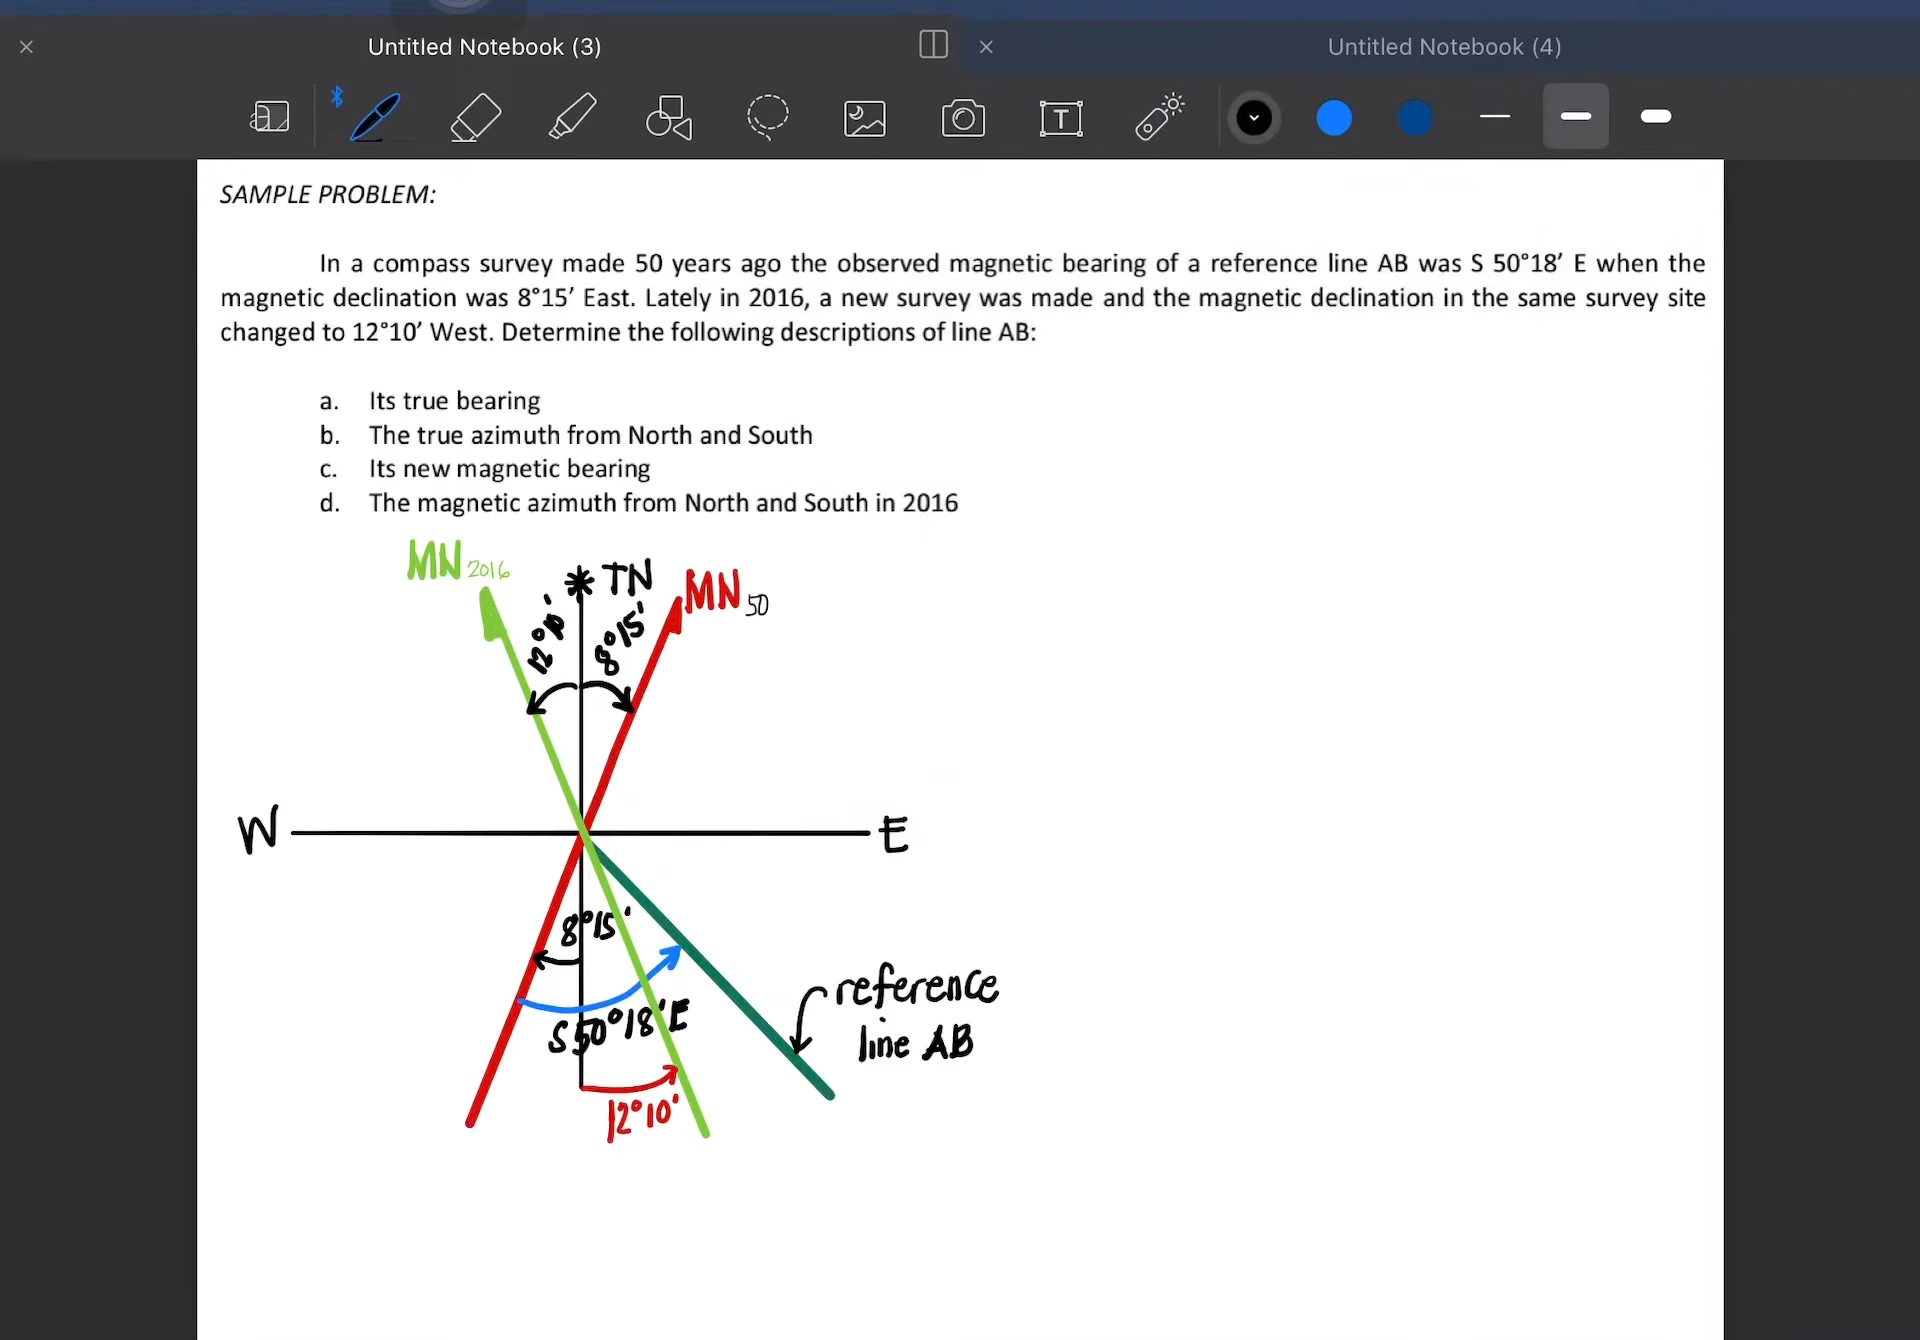 Untitled Notebook (3)
Untitled Notebook (4)
SAMPLE PROBLEM:
In a compass survey made 50 years ago the observed magnetic bearing of a reference line AB was S 50°18’ E when the
magnetic declination was 8°15’ East. Lately in 2016, a new survey was made and the magnetic declination in the same survey site
changed to 12°10’ West. Determine the following descriptions of line AB:
a. Its true bearing
b. The true azimuth from North and South
c. Its new magnetic bearing
d. The magnetic azimuth from North and South in 2016
MN 2016
TN
MN 50
12°10'
8°15'
W
E
8°15'
S50°18'E
reference
line AB
12°10'